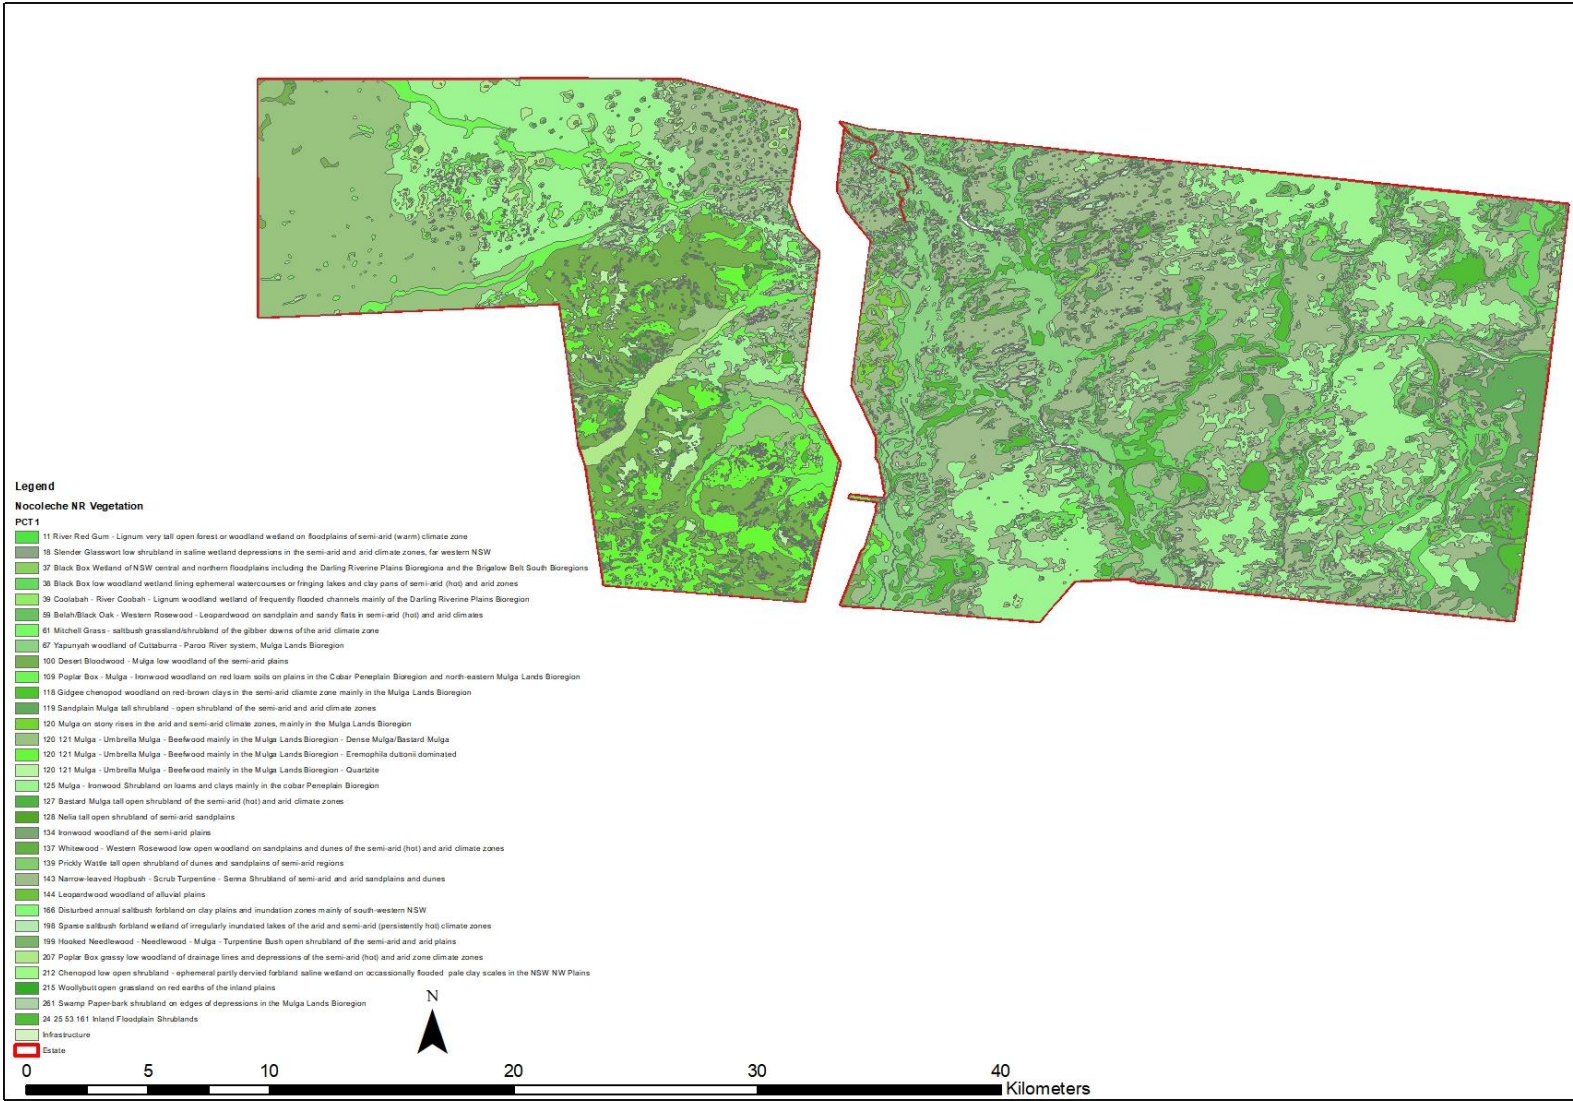 Legend
Nocoleche NR Vegetation
PCT 1
11 River Red Gum - Lignum very tall open forest or woodland wetland on floodplains of semi-arid (warm) climate zone
18 Slender Glasswort low shrubland in saline wetland depressions in the semi-arid and arid climate zones, far western NSW
37 Black Box Wetland of NSW central and northern floodplains including the Darling Riverine Plains Bioregiona and the Brigalow Belt South Bioregions
38 Black Box low woodland wetland lining ephemeral watercourses or fringing lakes and clay pans of semi-arid (hot) and arid zones
39 Coolabah - River Coobah - Lignum woodland wetland of frequently flooded channels mainly of the Darling Riverine Plains Bioregion
59 Belah/Black Oak - Western Rosewood - Leopardwood on sandplain and sandy flats in semi-arid (hot) and arid climates
61 Mitchell Grass - saltbush grassland/shrubland of the gibber downs of the arid climate zone
67 Yapunyah woodland of Cuttaburra - Paroo River system, Mulga Lands Bioregion
100 Desert Bloodwood - Mulga low woodland of the semi-arid plains
109 Poplar Box - Mulga - Ironwood woodland on red loam soils on plains in the Cobar Peneplain Bioregion and north-eastern Mulga Lands Bioregion
118 Gidgee chenopod woodland on red-brown clays in the semi-arid cliamte zone mainly in the Mulga Lands Bioregion
119 Sandplain Mulga tall shrubland - open shrubland of the semi-arid and arid climate zones
120 Mulga on stony rises in the arid and semi-arid climate zones, mainly in the Mulga Lands Bioregion
120 121 Mulga - Umbrella Mulga - Beefwood mainly in the Mulga Lands Bioregion - Dense Mulga/Bastard Mulga
120 121 Mulga - Umbrella Mulga - Beefwood mainly in the Mulga Lands Bioregion - Eremophila duttonii dominated
120 121 Mulga - Umbrella Mulga - Beefwood mainly in the Mulga Lands Bioregion - Quartzite
125 Mulga - Ironwood Shrubland on loams and clays mainly in the cobar Peneplain Bioregion
127 Bastard Mulga tall open shrubland of the semi-arid (hot) and arid climate zones
128 Nelia tall open shrubland of semi-arid sandplains
134 Ironwood woodland of the semi-arid plains
137 Whitewood - Western Rosewood low open woodland on sandplains and dunes of the semi-arid (hot) and arid climate zones
139 Prickly Wattle tall open shrubland of dunes and sandplains of semi-arid regions
143 Narrow-leaved Hopbush - Scrub Turpentine - Senna Shrubland of semi-arid and arid sandplains and dunes
144 Leopardwood woodland of alluvial plains
166 Disturbed annual saltbush forbland on clay plains and inundation zones mainly of south-western NSW
198 Sparse saltbush forbland wetland of irregularly inundated lakes of the arid and semi-arid (persistently hot) climate zones
199 Hooked Needlewood - Needlewood - Mulga - Turpentine Bush open shrubland of the semi-arid and arid plains
207 Poplar Box grassy low woodland of drainage lines and depressions of the semi-arid (hot) and arid zone climate zones
212 Chenopod low open shrubland - ephemeral partly dervied forbland saline wetland on occassionally flooded pale clay scales in the NSW NW Plains
215 Woollybutt open grassland on red earths of the inland plains
261 Swamp Paper-bark shrubland on edges of depressions in the Mulga Lands Bioregion
24 25 53 161 Inland Floodplain Shrublands
Infrastructure
Estate
N
0 5 10 20 30 40
Kilometers